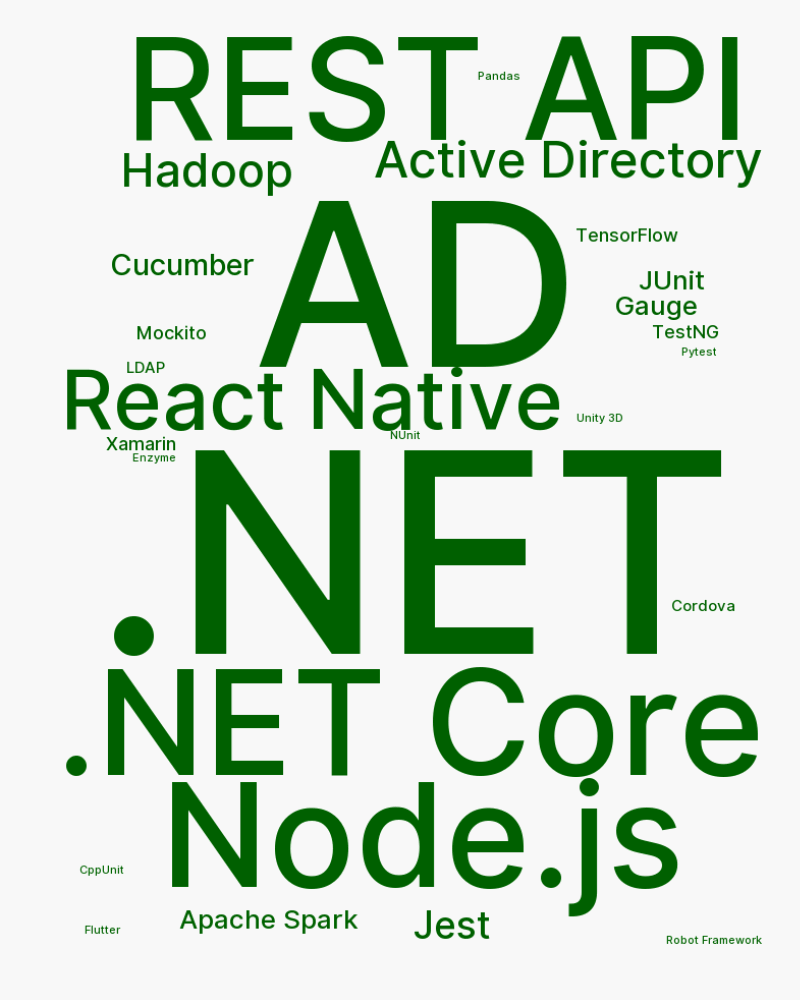 REST API
Pandas
Active Directory
Hadoop
AD
TensorFlow
Cucumber
JUnit
Gauge
Mockito
TestNG
Pytest
LDAP
React Native
Unity 3D
NUnit
Xamarin
Enzyme
.NET
Cordova
.NET Core
Node.js
CppUnit
Apache Spark
Jest
Flutter
Robot Framework